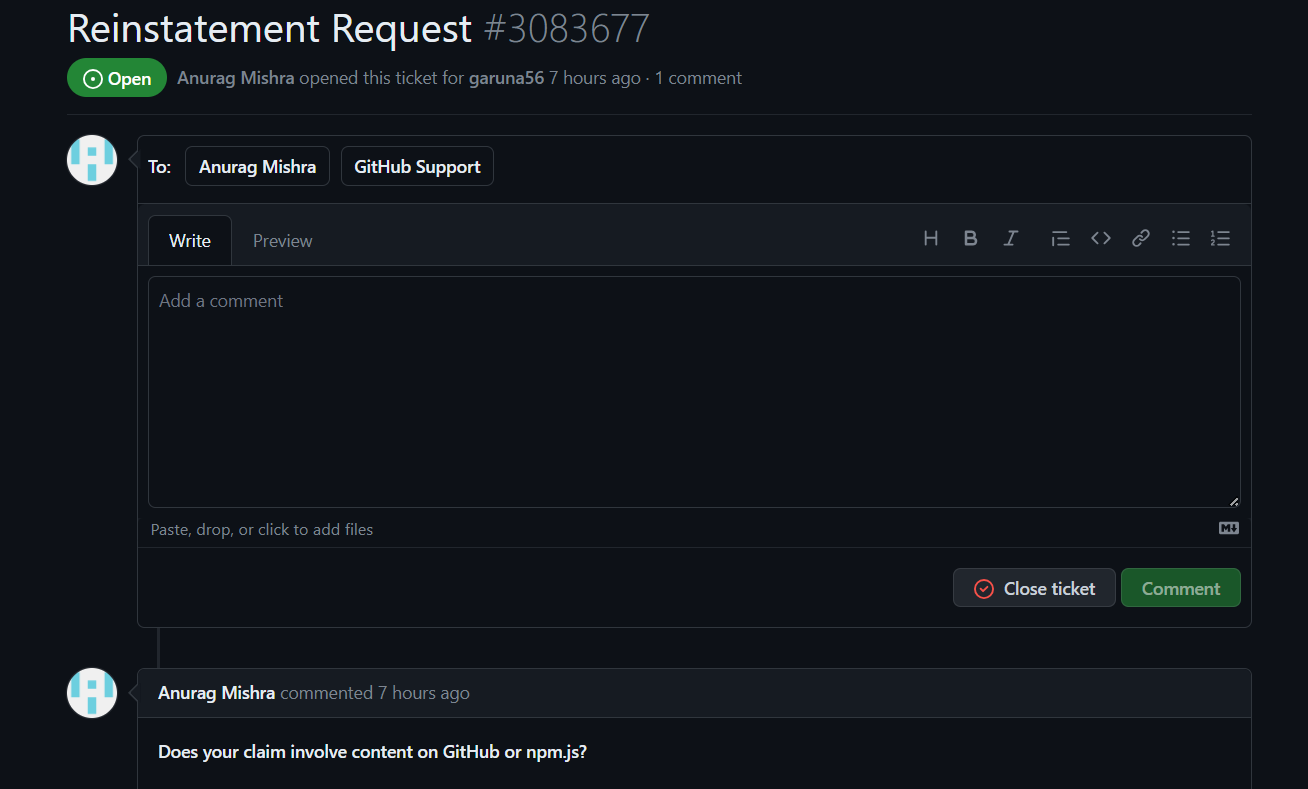 Reinstatement Request #3083677
Open Anurag Mishra opened this ticket for garuna56 7 hours ago · 1 comment
To: Anurag Mishra GitHub Support
Write Preview
Add a comment
Paste, drop, or click to add files
Close ticket Comment
Anurag Mishra commented 7 hours ago
Does your claim involve content on GitHub or npm.js?